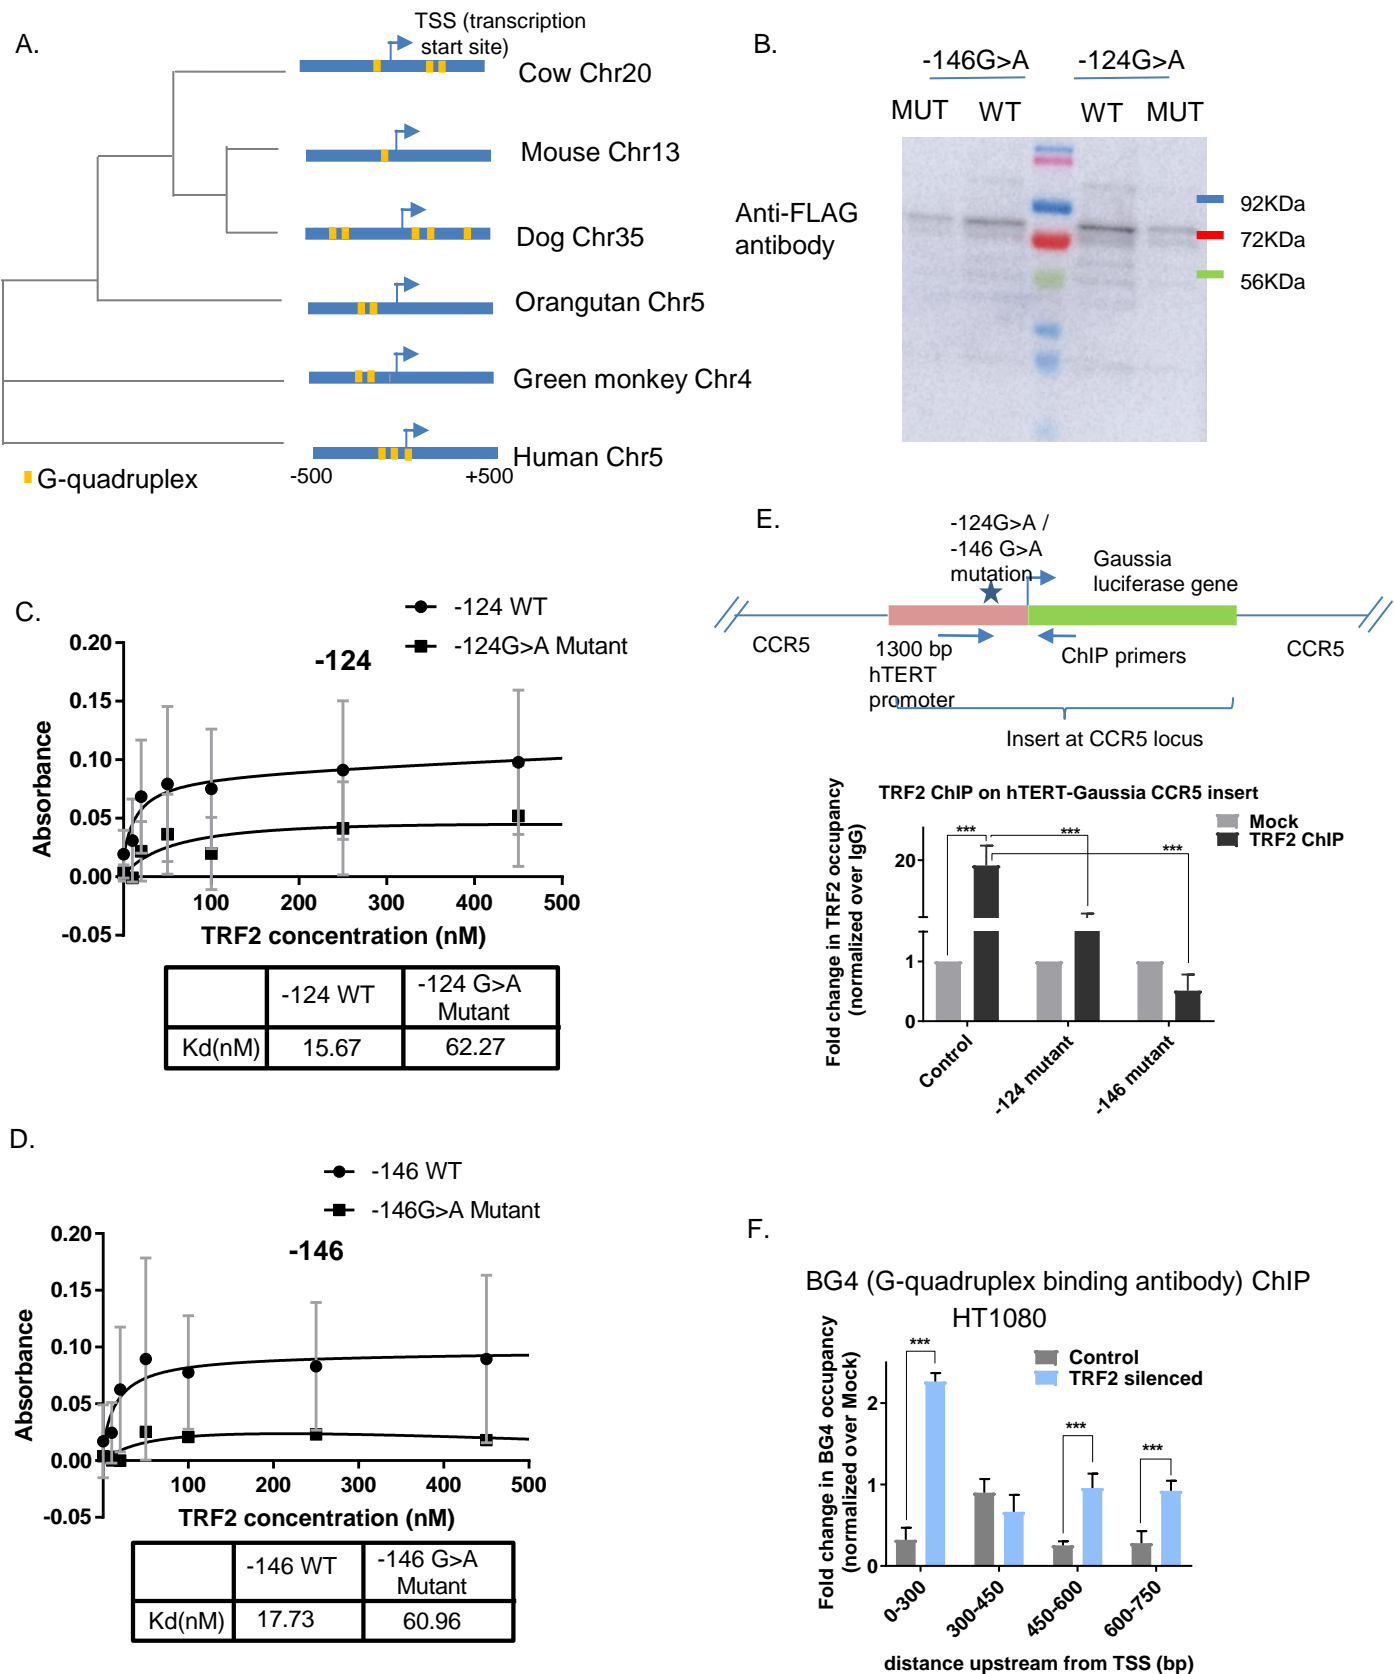 A.
TSS (transcription
start site)
Cow Chr20
Mouse Chr13
Dog Chr35
Orangutan Chr5
Green monkey Chr4
Human Chr5
G-quadruplex
-500
+500
B.
-146G>A
-124G>A
MUT
WT
WT
MUT
Anti-FLAG
antibody
92KDa
72KDa
56KDa
C.
-124 WT
-124G>A Mutant
-124
0.20
0.15
0.10
0.05
0.00
-0.05
Absorbance
100
200
300
400
500
TRF2 concentration (nM)
-124 WT
-124 G>A
Mutant
Kd(nM)
15.67
62.27
D.
-146 WT
-146G>A Mutant
-146
0.20
0.15
0.10
0.05
0.00
-0.05
Absorbance
100
200
300
400
500
TRF2 concentration (nM)
-146 WT
-146 G>A
Mutant
Kd(nM)
17.73
60.96
E.
-124G>A /
-146 G>A
mutation
Gaussia
luciferase gene
CCR5
1300 bp
hTERT
promoter
ChIP primers
CCR5
Insert at CCR5 locus
TRF2 ChIP on hTERT-Gaussia CCR5 insert
Mock
TRF2 ChIP
***
***
***
20
1
0
Fold change in TRF2 occupancy
(normalized over IgG)
Control
-124 mutant
-146 mutant
F.
BG4 (G-quadruplex binding antibody) ChIP
HT1080
Control
TRF2 silenced
***
***
***
2
1
0
Fold change in BG4 occupancy
(normalized over Mock)
0-300
300-450
450-600
600-750
distance upstream from TSS (bp)